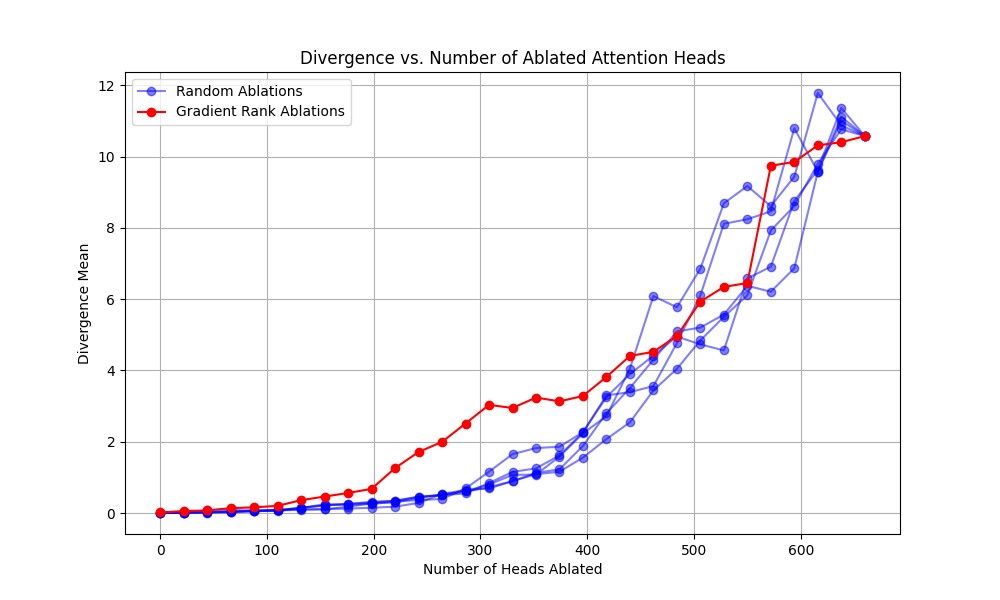 Divergence vs. Number of Ablated Attention Heads
Random Ablations
Gradient Rank Ablations
Divergence Mean
12
10
8
6
4
2
0
0 100 200 300 400 500 600
Number of Heads Ablated